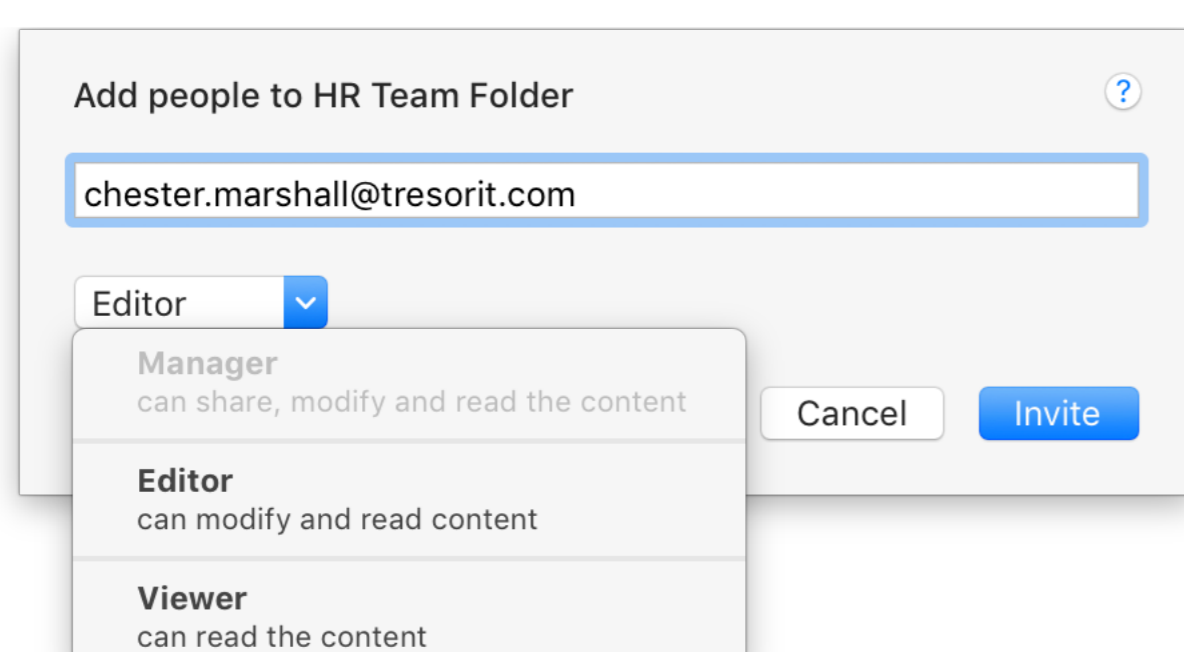 Add people to HR Team Folder
?
chester.marshall@tresorit.com
Editor
Manager
can share, modify and read the content
Cancel
Invite
Editor
can modify and read content
Viewer
can read the content